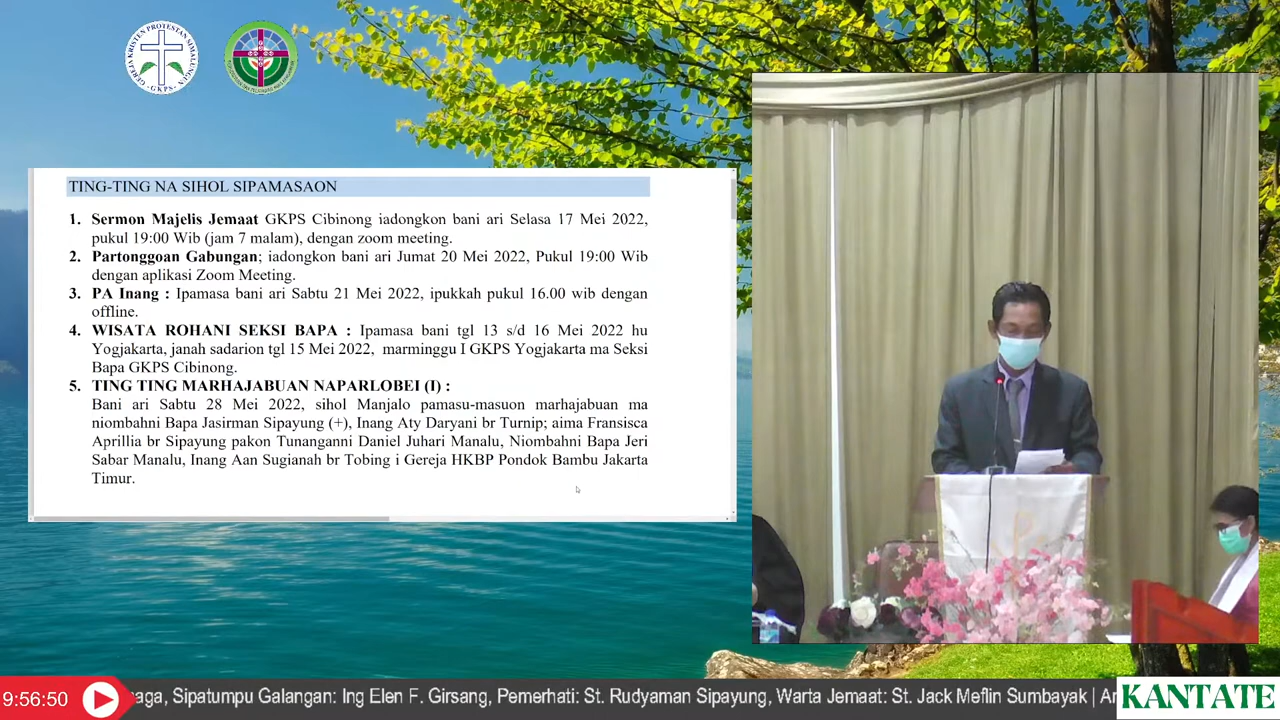 GEREJA KRISTEN PROTESTAN SIMALUNGUN
- GKPS -
TING-TING NA SIHOL SIPAMASAON
1. Sermon Majelis Jemaat GKPS Cibinong iadongkon bani ari Selasa 17 Mei 2022,
pukul 19:00 Wib (jam 7 malam), dengan zoom meeting.
2. Partonggoan Gabungan; iadongkon bani ari Jumat 20 Mei 2022, Pukul 19:00 Wib
dengan aplikasi Zoom Meeting.
3. PA Inang : Ipamasa bani ari Sabtu 21 Mei 2022, ipukkah pukul 16.00 wib dengan
offline.
4. WISATA ROHANI SEKSI BAPA : Ipamasa bani tgl 13 s/d 16 Mei 2022 hu
Yogjakarta, janah sadarion tgl 15 Mei 2022, marminggu I GKPS Yogjakarta ma Seksi
Bapa GKPS Cibinong.
5. TING TING MARHAJABUAN NAPARLOBEI (I) :
Bani ari Sabtu 28 Mei 2022, sihol Manjalo pamasu-masuon marhajabuan ma
niombahni Bapa Jasirman Sipayung (+), Inang Aty Daryani br Turnip; aima Fransisca
Aprillia br Sipayung pakon Tunanganni Daniel Juhari Manalu, Niombahni Bapa Jeri
Sabar Manalu, Inang Aan Sugianah br Tobing i Gereja HKBP Pondok Bambu Jakarta
Timur.
9:56:50
aga, Sipatumpu Galangan: Ing Elen F. Girsang, Pemerhati: St. Rudyaman Sipayung, Warta Jemaat: St. Jack Meflin Sumbayak |
KANTATE